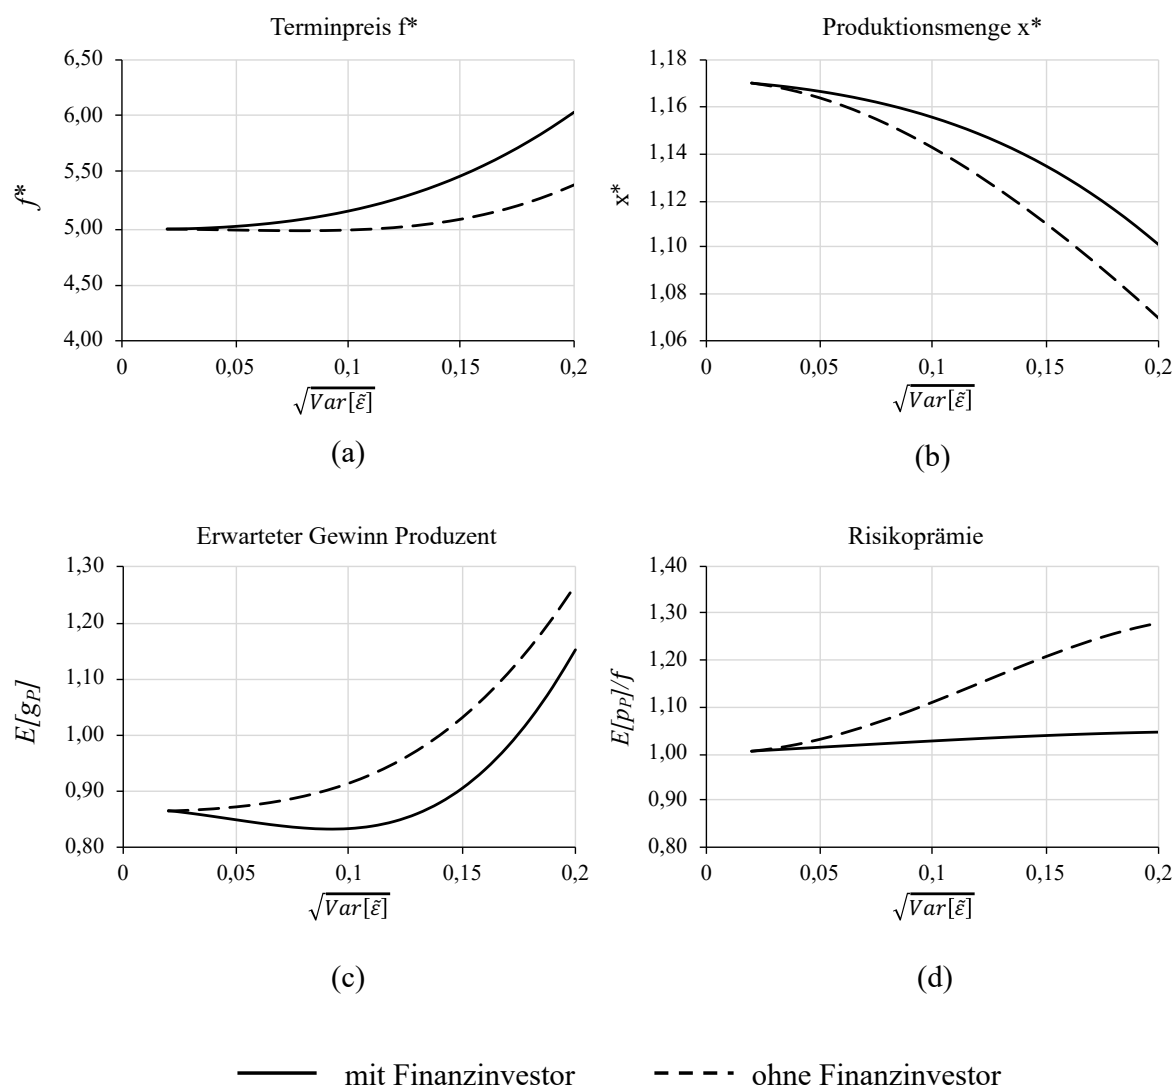 Terminpreis f*
6,50
6,00
5,50
5,00
4,50
4,00
f*
0 0,05 0,1 0,15 0,2
√Var[ε̃]
(a)
Produktionsmenge x*
1,18
1,16
1,14
1,12
1,10
1,08
1,06
x*
0 0,05 0,1 0,15 0,2
√Var[ε̃]
(b)
Erwarteter Gewinn Produzent
1,30
1,20
1,10
1,00
0,90
0,80
E[g_P]
0 0,05 0,1 0,15 0,2
√Var[ε̃]
(c)
Risikoprämie
1,40
1,30
1,20
1,10
1,00
0,90
0,80
E[p_P]/f
0 0,05 0,1 0,15 0,2
√Var[ε̃]
(d)
mit Finanzinvestor ohne Finanzinvestor